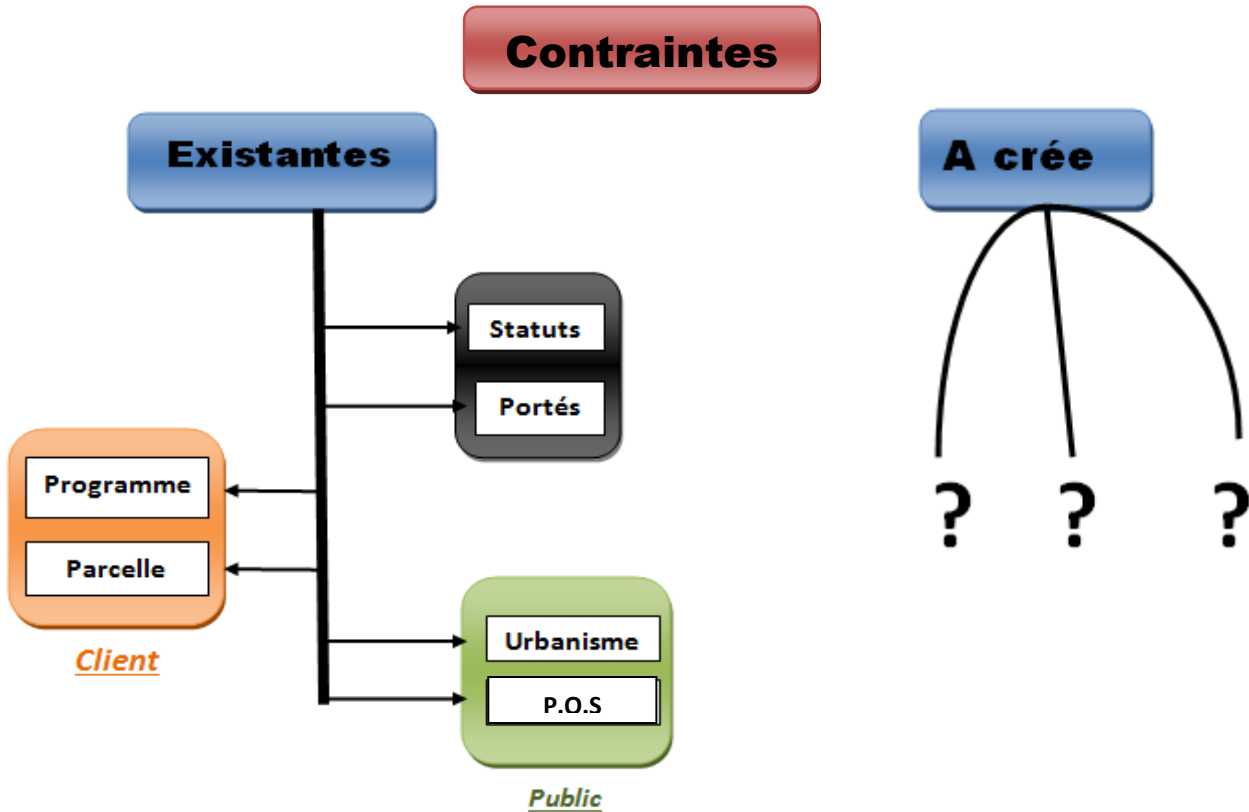 Contraintes
Existantes
A crée
Statuts
Portés
Programme
Parcelle
Client
Urbanisme
P.O.S
Public
? ? ?